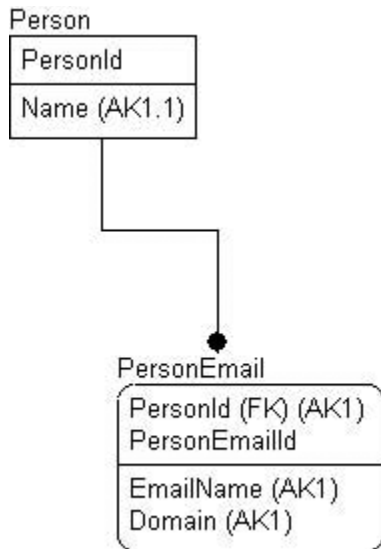 Person
PersonId
Name (AK1.1)
PersonEmail
PersonId (FK) (AK1)
PersonEmailId
EmailName (AK1)
Domain (AK1)